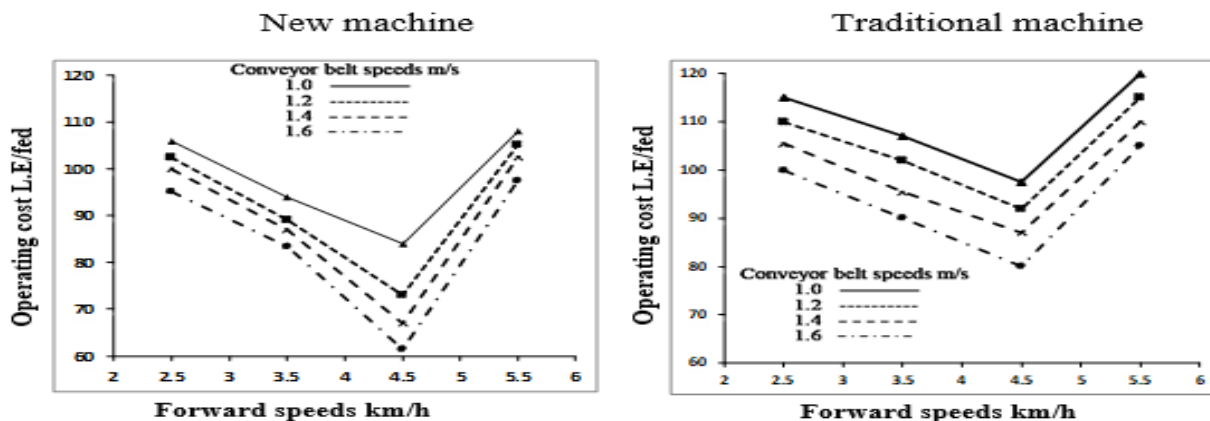 New machine
Operating cost L.E/fed
120
110
100
90
80
70
60
Conveyor belt speeds m/s
1.0
1.2
1.4
1.6
2 2.5 3 3.5 4 4.5 5 5.5 6
Forward speeds km/h
Traditional machine
Operating cost L.E/fed
120
110
100
90
80
70
60
Conveyor belt speeds m/s
1.0
1.2
1.4
1.6
2 2.5 3 3.5 4 4.5 5 5.5 6
Forward speeds km/h